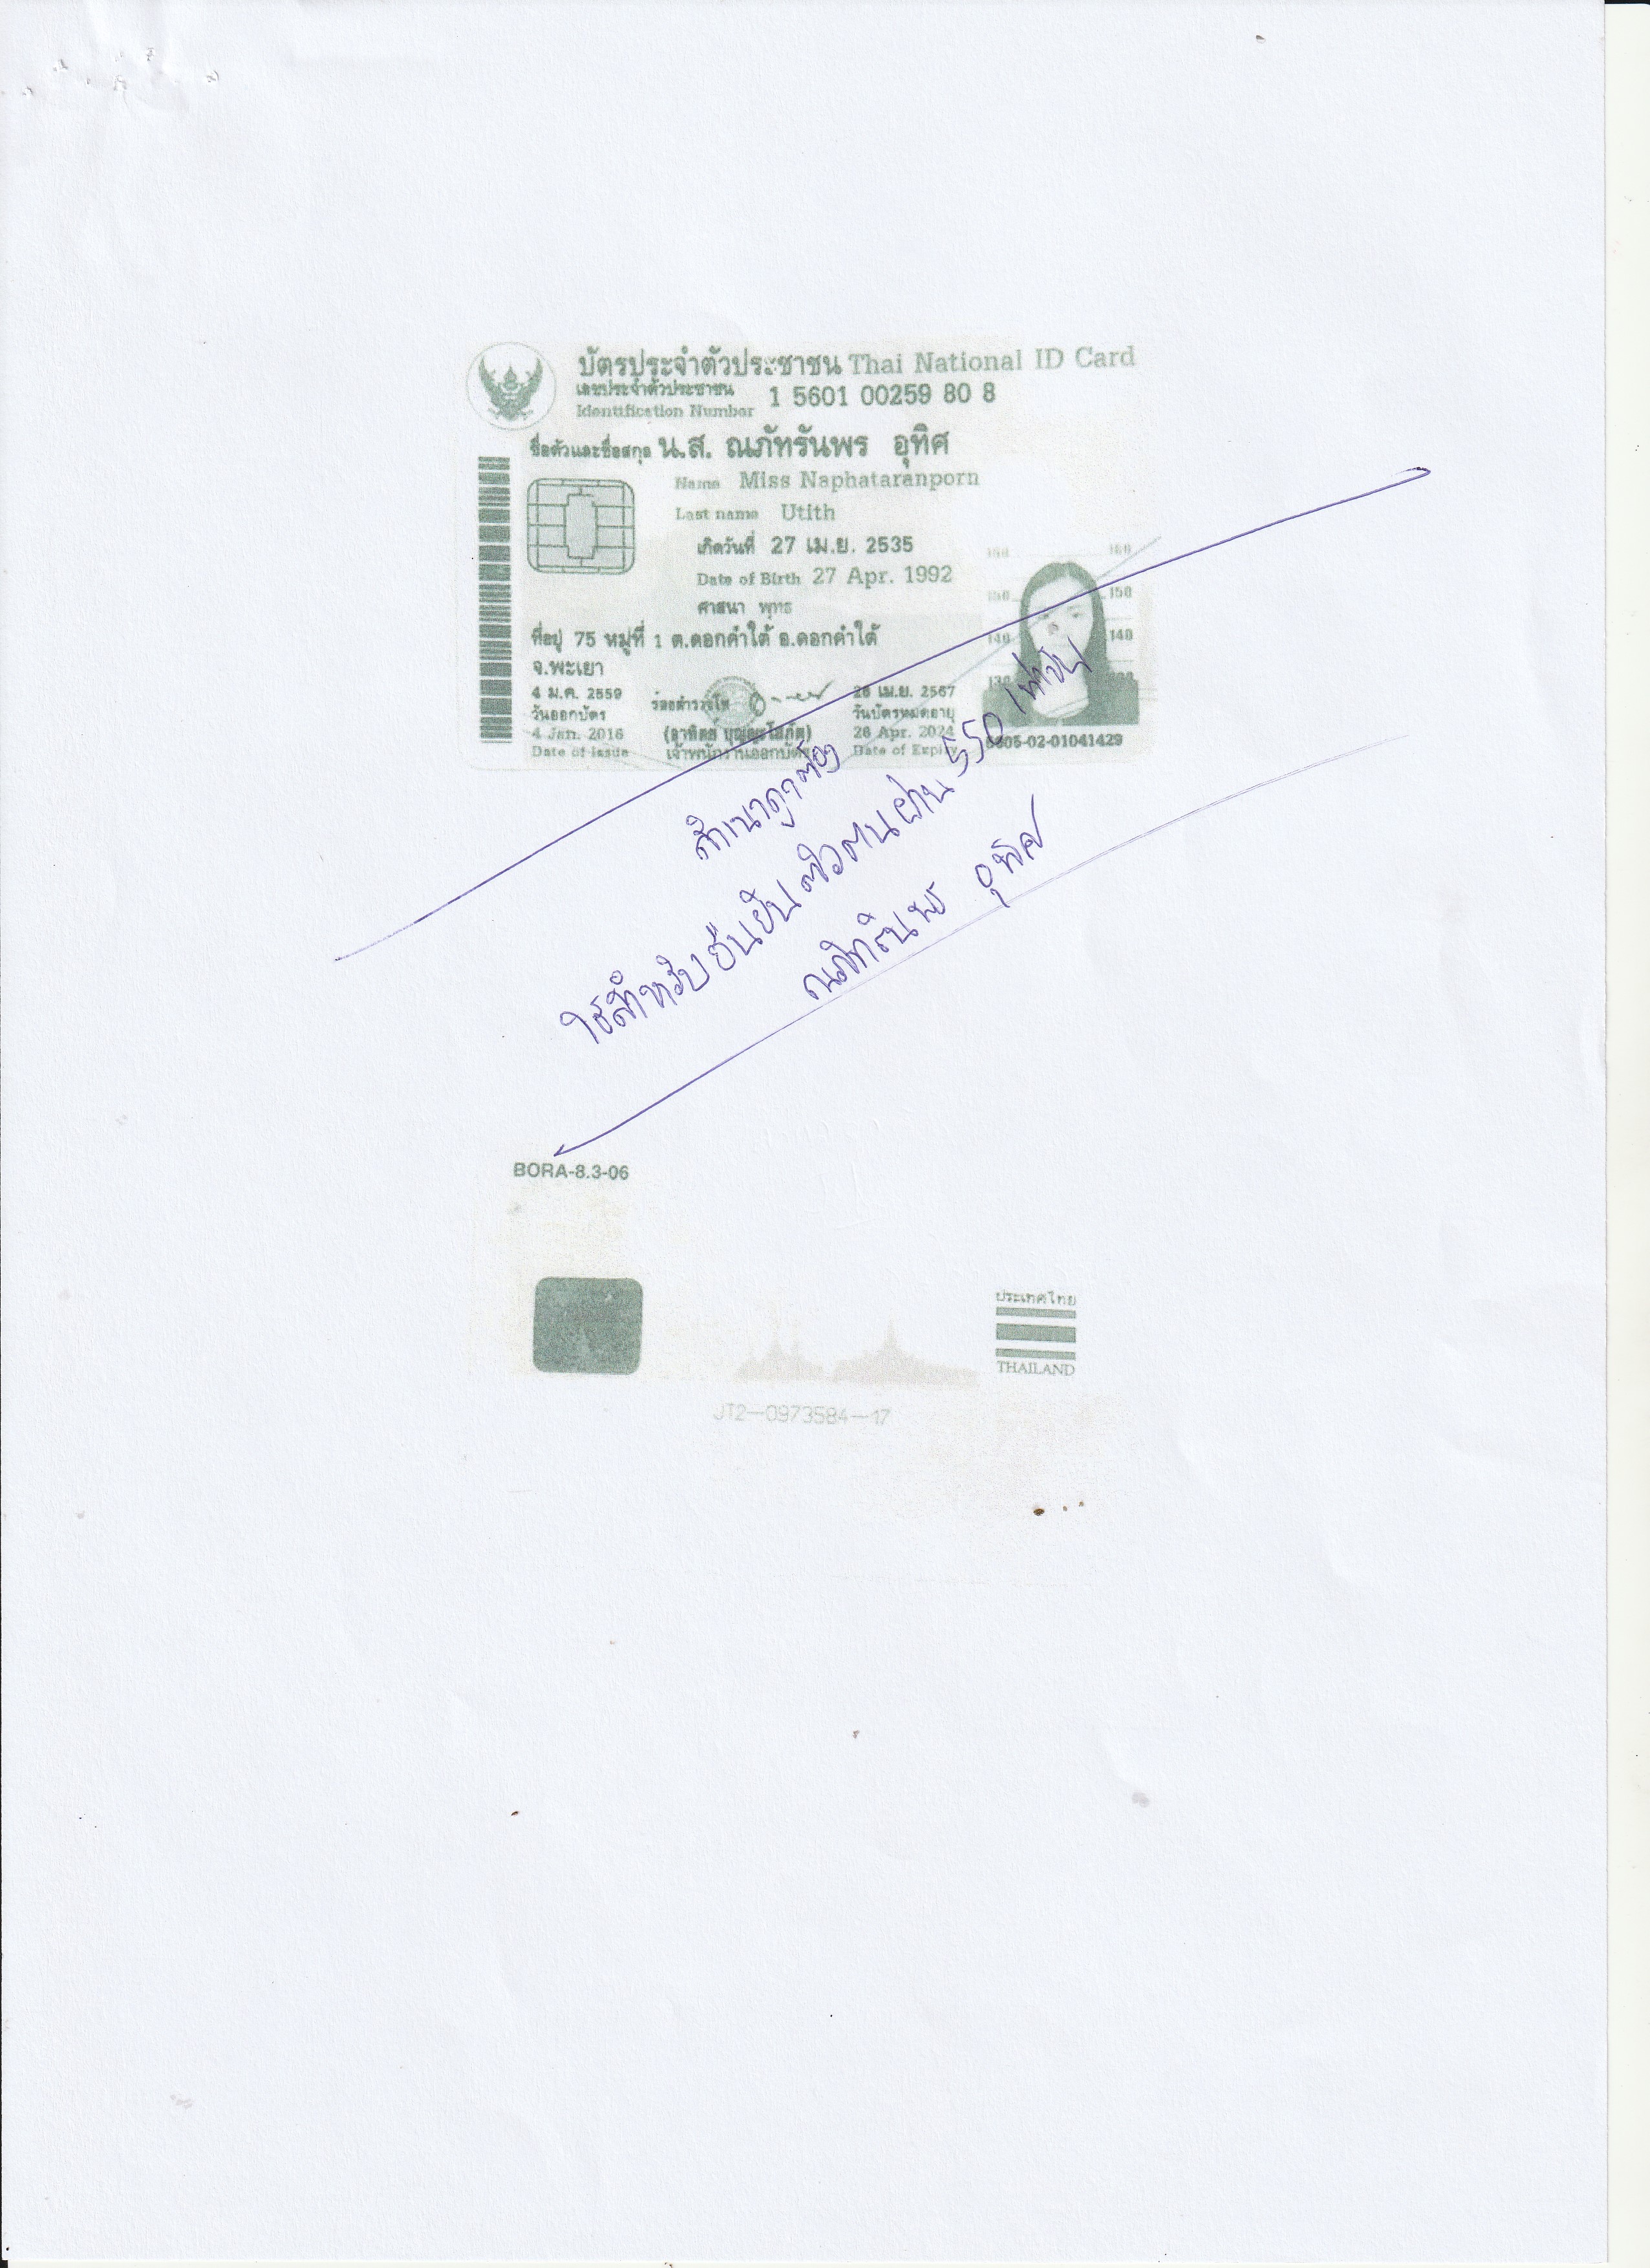 บัตรประจำตัวประชาชน Thai National ID Card
เลขประจำตัวประชาชน
Identification Number 1 5601 00259 80 8
ชื่อตัวและชื่อสกุล น.ส. ณภัทรันพร อุทิศ
Name Miss Naphataranporn
Last name Utith
เกิดวันที่ 27 เม.ย. 2535
Date of Birth 27 Apr. 1992
ศาสนา พุทธ
ที่อยู่ 75 หมู่ที่ 1 ต.ดอกคำใต้ อ.ดอกคำใต้
จ.พะเยา
4 ม.ค. 2559
วันออกบัตร
4 Jan. 2016
Date of Issue
ร้อยตำรวจโท
เจ้าพนักงานออกบัตร
26 เม.ย. 2567
วันบัตรหมดอายุ
26 Apr. 2024
Date of Expiry
160 160
150 150
140 140
130
5605-02-01041429
สำเนาถูกต้อง
ใช้สำหรับยืนยันตัวตนผ่าน 550 เท่านั้น
ณภัทรันพร อุทิศ
BORA-8.3-06
ประเทศไทย
THAILAND
JT2-0973584-17